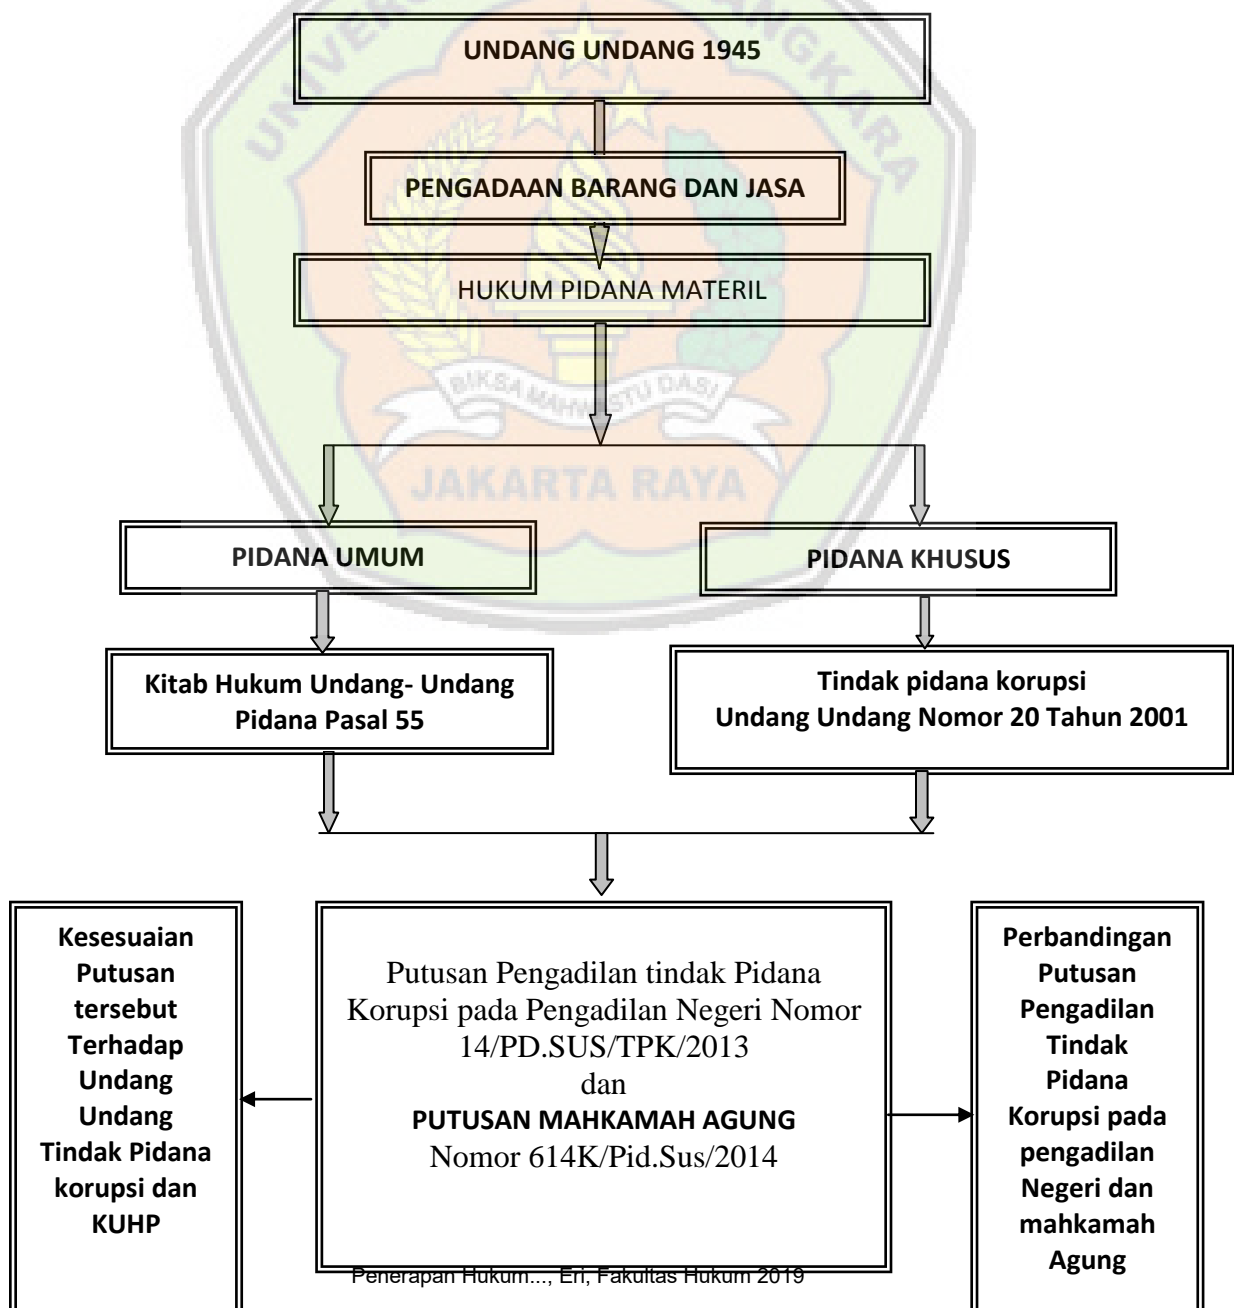 UNDANG UNDANG 1945
PENGADAAN BARANG DAN JASA
HUKUM PIDANA MATERIL
BIKSA MAHWASTU DASI
JAKARTA RAYA
PIDANA UMUM
PIDANA KHUSUS
Kitab Hukum Undang- Undang
Pidana Pasal 55
Tindak pidana korupsi
Undang Undang Nomor 20 Tahun 2001
Kesesuaian
Putusan
tersebut
Terhadap
Undang
Undang
Tindak Pidana
korupsi dan
KUHP
Putusan Pengadilan tindak Pidana
Korupsi pada Pengadilan Negeri Nomor
14/PD.SUS/TPK/2013
dan
PUTUSAN MAHKAMAH AGUNG
Nomor 614K/Pid.Sus/2014
Perbandingan
Putusan
Pengadilan
Tindak
Pidana
Korupsi pada
pengadilan
Negeri dan
mahkamah
Agung
Penerapan Hukum..., Eri, Fakultas Hukum 2019